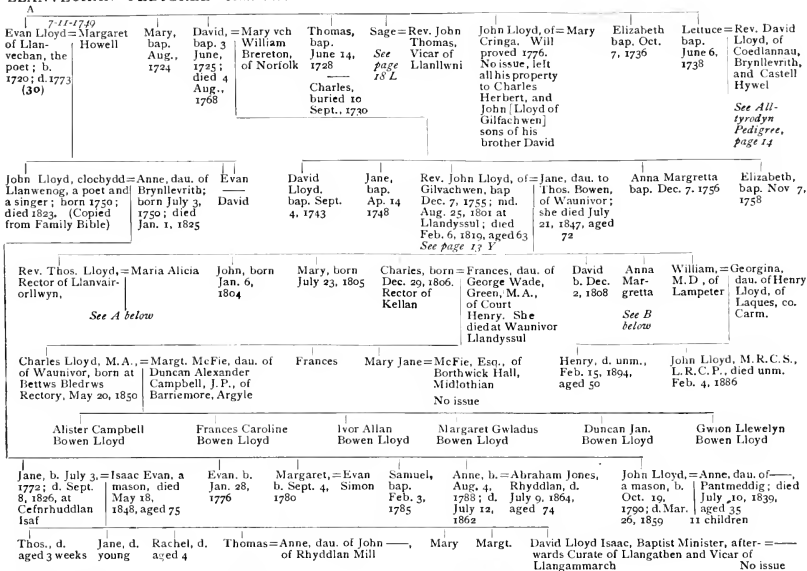 A
7-11-1749
Evan Lloyd=Margaret
of Llan- Howell
vechan, the
poet; b.
1720; d.1773
(30)
Mary,
bap.
Aug.,
1724
David,=Mary vch
bap. 3 William
June, Brereton,
1725; of Norfolk
died 4
Aug.,
1768
Thomas,
bap.
June 14,
1728
——
Charles,
buried 10
Sept., 1730
Sage=Rev. John
See Thomas,
page Vicar of
18 L Llanllwni
John Lloyd, of=Mary
Cringa. Will
proved 1776.
No issue, left
all his property
to Charles
Herbert, and
John [Lloyd of
Gilfachwen]
sons of his
brother David
Elizabeth
bap. Oct.
7, 1736
Lettuce=Rev. David
bap. Lloyd, of
June 6, Coedlannau,
1738 Brynllevrith,
and Castell
Hywel
See All-
tyrodyn
Pedigree,
page 14
John Lloyd, clochydd=Anne, dau. of
Llanwenog, a poet and Brynllevrith;
a singer; born 1750; born July 3,
died 1823. (Copied 1750; died
from Family Bible) Jan. 1, 1825
Evan
——
David
David
Lloyd.
bap. Sept.
4, 1743
Jane,
bap.
Ap. 14
1748
Rev. John Lloyd, of=Jane, dau. to
Gilvachwen, bap Thos. Bowen,
Dec. 7, 1755; md. of Waunivor;
Aug. 25, 1801 at she died July
Llandyssul; died 21, 1847, aged
Feb. 6, 1819, aged 63 72
See page 13 Y
Anna Margretta
bap. Dec. 7. 1756
Elizabeth,
bap. Nov 7,
1758
Rev. Thos. Lloyd,=Maria Alicia
Rector of Llanvair-
orllwyn,
See A below
John, born
Jan. 6,
1804
Mary, born
July 23, 1805
Charles, born=Frances, dau. of
Dec. 29, 1806. George Wade,
Rector of Green, M.A.,
Kellan of Court
Henry. She
died at Waunivor
Llandyssul
David
b. Dec.
2, 1808
Anna
Mar-
gretta
See B
below
William,=Georgina,
M.D, of dau. of Henry
Lampeter Lloyd, of
Laques, co.
Carm.
Charles Lloyd, M.A.,=Margt. McFie, dau. of
of Waunivor, born at Duncan Alexander
Bettws Bledrws Campbell, J.P., of
Rectory, May 20, 1850 Barriemore, Argyle
Frances
Mary Jane=McFie, Esq., of
Borthwick Hall,
Midlothian
No issue
Henry, d. unm.,
Feb. 15, 1894,
aged 50
John Lloyd, M.R.C.S.,
L.R.C.P., died unm.
Feb. 4, 1886
Alister Campbell
Bowen Lloyd
Frances Caroline
Bowen Lloyd
Ivor Allan
Bowen Lloyd
Margaret Gwladus
Bowen Lloyd
Duncan Jan.
Bowen Lloyd
Gwion Llewelyn
Bowen Lloyd
Jane, b. July 3,=Isaac Evan, a
1772; d. Sept. mason, died
8, 1826, at May 18,
Cefnrhuddlan 1848, aged 75
Isaf
Evan, b.
Jan. 28,
1776
Margaret,=Evan
b. Sept. 4, Simon
1780
Samuel,
bap.
Feb. 3,
1785
Anne, b.=Abraham Jones,
Aug. 4, Rhyddlan, d.
1788; d. July 9. 1864,
July 12, aged 74
1862
John Lloyd,=Anne, dau. of——,
a mason, b. Pantmeddig; died
Oct. 19, July 10, 1839,
1790; d. Mar. aged 35
26, 1859 11 children
Thos., d.
aged 3 weeks
Jane, d.
young
Rachel, d.
aged 4
Thomas=Anne, dau. of John ——,
of Rhyddlan Mill
Mary
Margt.
David Lloyd Isaac, Baptist Minister, after- =——
wards Curate of Llangathen and Vicar of
Llangammarch No issue